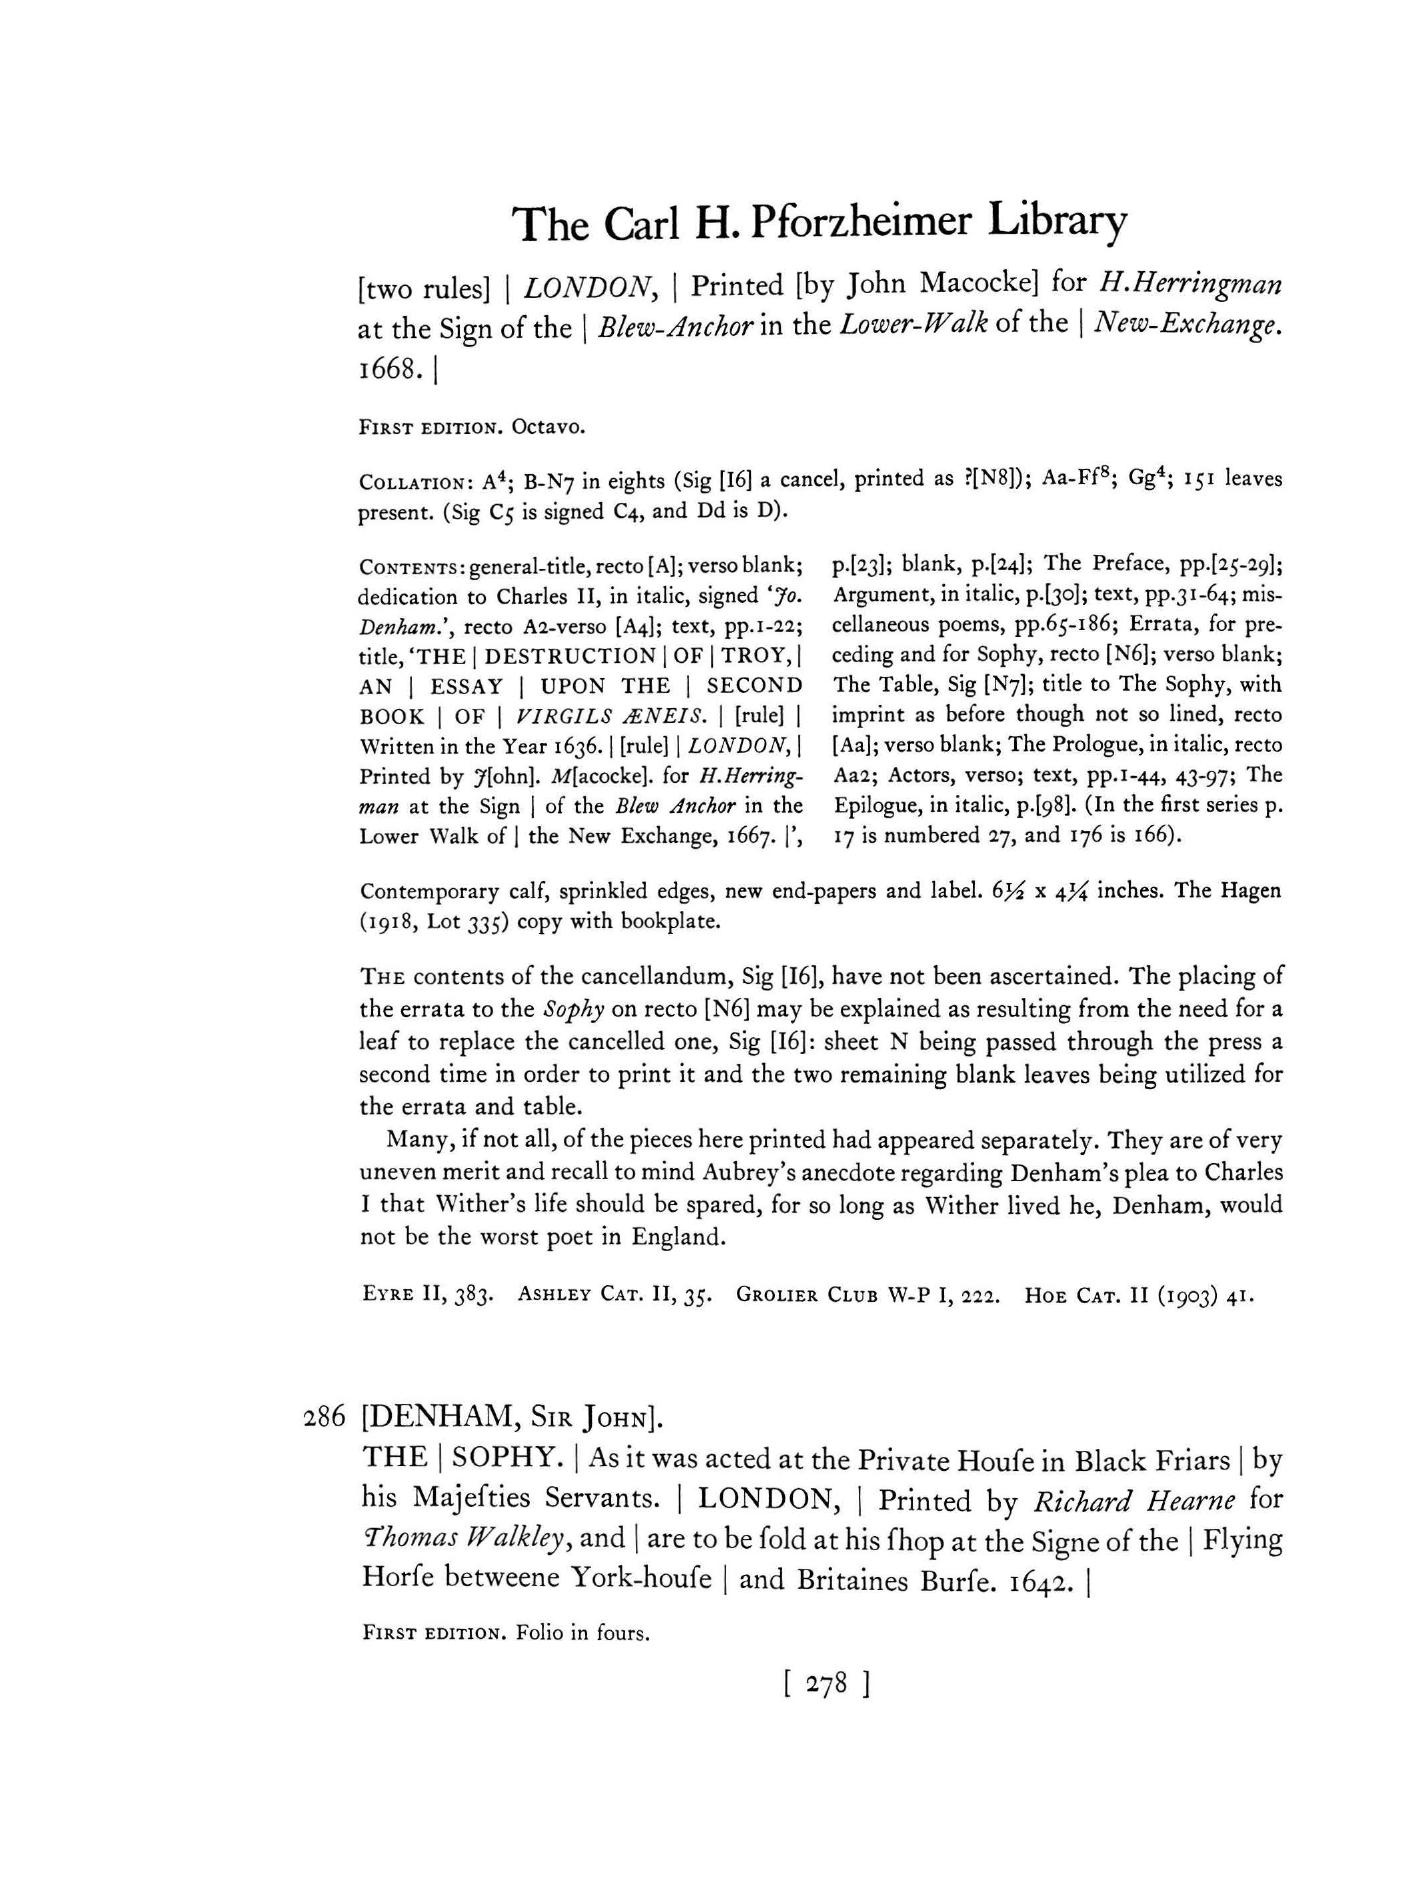 The Carl H. Pforzheimer Library
[two rules] | LONDON, | Printed [by John Macocke] for H.Herringman
at the Sign of the | Blew-Anchor in the Lower-Walk of the | New-Exchange.
1668. |
FIRST EDITION. Octavo.
COLLATION: A⁴; B-N7 in eights (Sig [I6] a cancel, printed as ?[N8]); Aa-Ff⁸; Gg⁴; 151 leaves
present. (Sig C5 is signed C4, and Dd is D).
CONTENTS: general-title, recto [A]; verso blank;
dedication to Charles II, in italic, signed ‘Jo.
Denham.’, recto A2-verso [A4]; text, pp.1-22;
title, ‘THE | DESTRUCTION | OF | TROY, |
AN | ESSAY | UPON THE | SECOND
BOOK | OF | VIRGILS ÆNEIS. | [rule] |
Written in the Year 1636. | [rule] | LONDON, |
Printed by J[ohn]. M[acocke]. for H.Herring-
man at the Sign | of the Blew Anchor in the
Lower Walk of | the New Exchange, 1667. |’,
p.[23]; blank, p.[24]; The Preface, pp.[25-29];
Argument, in italic, p.[30]; text, pp.31-64; mis-
cellaneous poems, pp.65-186; Errata, for pre-
ceding and for Sophy, recto [N6]; verso blank;
The Table, Sig [N7]; title to The Sophy, with
imprint as before though not so lined, recto
[Aa]; verso blank; The Prologue, in italic, recto
Aa2; Actors, verso; text, pp.1-44, 43-97; The
Epilogue, in italic, p.[98]. (In the first series p.
17 is numbered 27, and 176 is 166).
Contemporary calf, sprinkled edges, new end-papers and label. 6½ x 4¼ inches. The Hagen
(1918, Lot 335) copy with bookplate.
THE contents of the cancellandum, Sig [I6], have not been ascertained. The placing of
the errata to the Sophy on recto [N6] may be explained as resulting from the need for a
leaf to replace the cancelled one, Sig [I6]: sheet N being passed through the press a
second time in order to print it and the two remaining blank leaves being utilized for
the errata and table.
Many, if not all, of the pieces here printed had appeared separately. They are of very
uneven merit and recall to mind Aubrey’s anecdote regarding Denham’s plea to Charles
I that Wither’s life should be spared, for so long as Wither lived he, Denham, would
not be the worst poet in England.
EYRE II, 383. ASHLEY CAT. II, 35. GROLIER CLUB W-P I, 222. HOE CAT. II (1903) 41.
286 [DENHAM, SIR JOHN].
THE | SOPHY. | As it was acted at the Private Houſe in Black Friars | by
his Majeſties Servants. | LONDON, | Printed by Richard Hearne for
Thomas Walkley, and | are to be ſold at his ſhop at the Signe of the | Flying
Horſe betweene York-houſe | and Britaines Burſe. 1642. |
FIRST EDITION. Folio in fours.
[ 278 ]